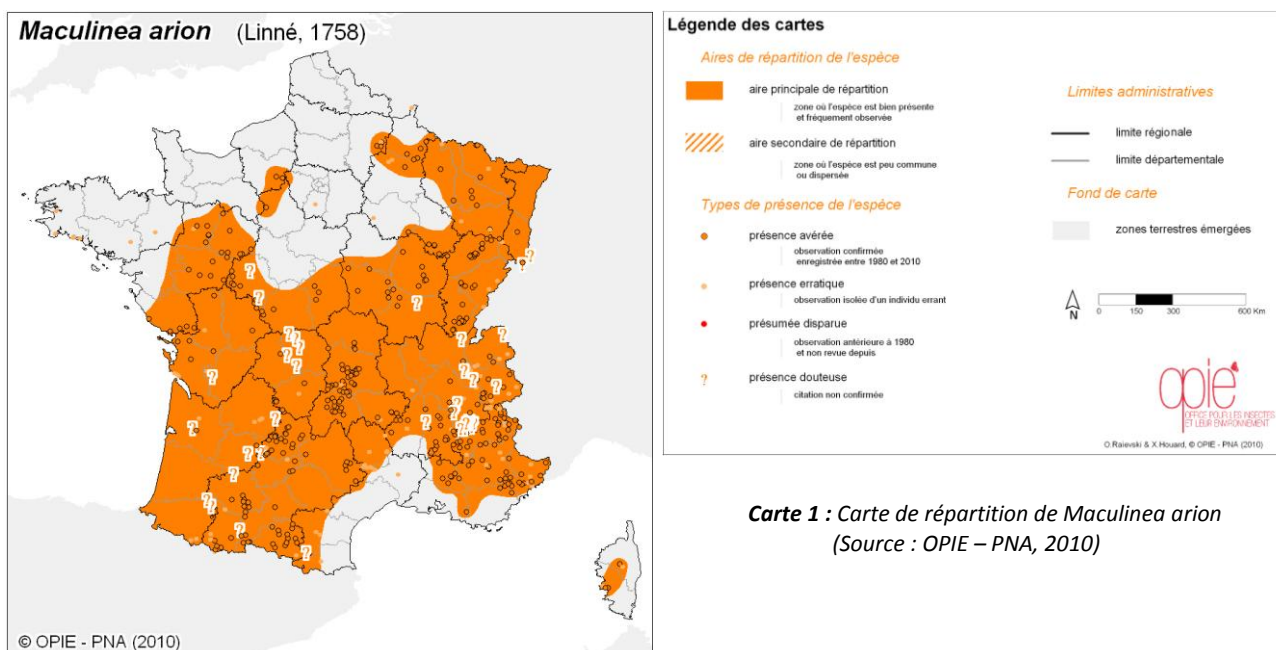 Maculinea arion (Linné, 1758)
© OPIE - PNA (2010)
Légende des cartes
Aires de répartition de l'espèce
aire principale de répartition
zone où l'espèce est bien présente
et fréquemment observée
aire secondaire de répartition
zone où l'espèce est peu commune
ou dispersée
Types de présence de l'espèce
présence avérée
observation confirmée
enregistrée entre 1980 et 2010
présence erratique
observation isolée d'un individu errant
présumée disparue
observation antérieure à 1980
et non revue depuis
? présence douteuse
citation non confirmée
Limites administratives
limite régionale
limite départementale
Fond de carte
zones terrestres émergées
N
0 150 300 600 Km
opie
OFFICE POUR LES INSECTES
ET LEUR ENVIRONNEMENT
O.Raievski & X.Houard, © OPIE - PNA (2010)
Carte 1 : Carte de répartition de Maculinea arion
(Source : OPIE – PNA, 2010)